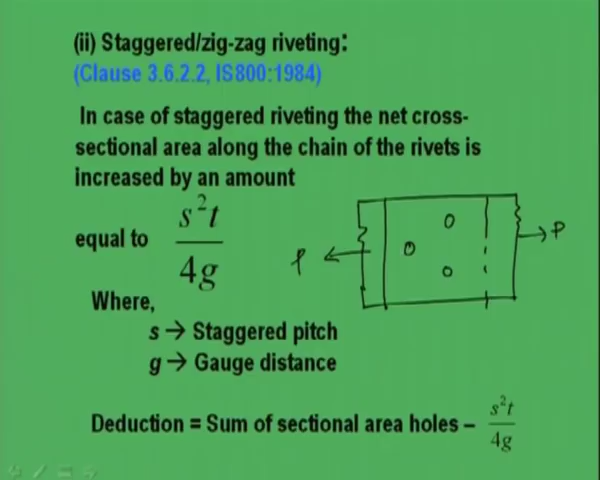 (ii) Staggered/zig-zag riveting:
(Clause 3.6.2.2, IS800:1984)
In case of staggered riveting the net cross-
sectional area along the chain of the rivets is
increased by an amount
equal to s²t/4g
P P
Where,
s → Staggered pitch
g → Gauge distance
Deduction = Sum of sectional area holes – s²t/4g